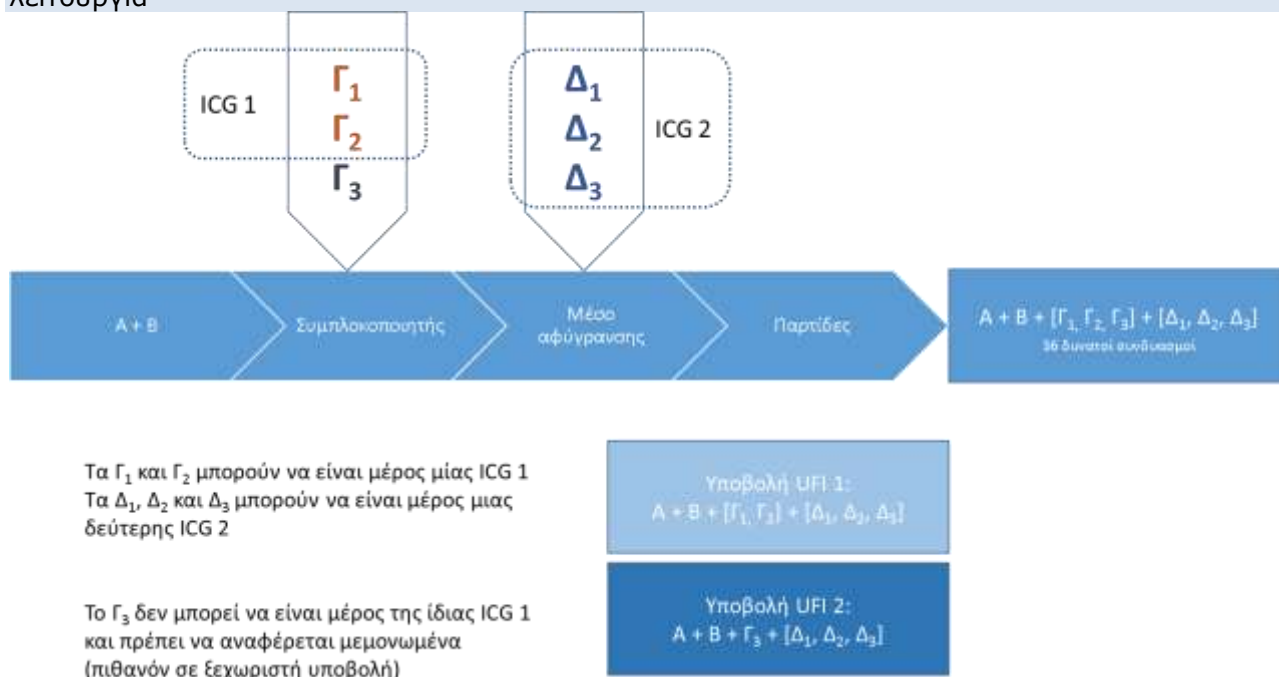 λειτουργία
ICG 1
Γ₁
Γ₂
Γ₃
Δ₁
Δ₂
Δ₃
ICG 2
A + B
Συμπλοκοποιητής
Μέσο
αφύγρανσης
Παρτίδες
A + B + [Γ₁, Γ₂, Γ₃] + [Δ₁, Δ₂, Δ₃]
36 δυνατοί συνδυασμοί
Τα Γ₁ και Γ₂ μπορούν να είναι μέρος μίας ICG 1
Τα Δ₁, Δ₂ και Δ₃ μπορούν να είναι μέρος μιας
δεύτερης ICG 2
Υποβολή UFI 1:
A + B + [Γ₁, Γ₂] + [Δ₁, Δ₂, Δ₃]
Το Γ₃ δεν μπορεί να είναι μέρος της ίδιας ICG 1
και πρέπει να αναφέρεται μεμονωμένα
(πιθανόν σε ξεχωριστή υποβολή)
Υποβολή UFI 2:
A + B + Γ₃ + [Δ₁, Δ₂, Δ₃]